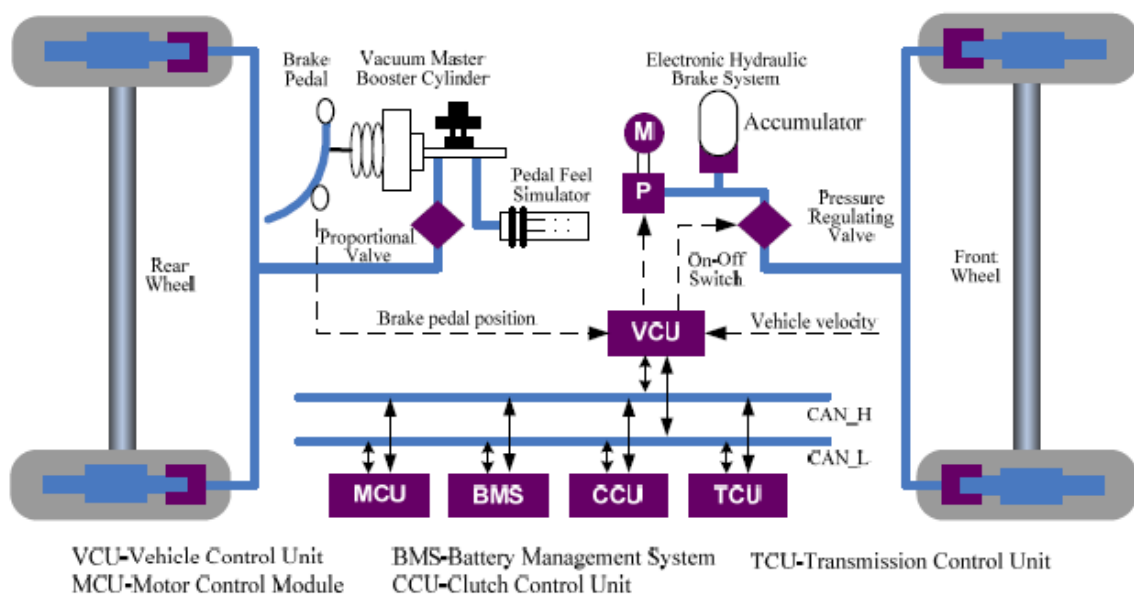 Brake
Pedal
Vacuum Master
Booster Cylinder
Electronic Hydraulic
Brake System
Accumulator
M
P
Pedal Feel
Simulator
Pressure
Regulating
Valve
Proportional
Valve
On-Off
Switch
Rear
Wheel
Front
Wheel
Brake pedal position
VCU
Vehicle velocity
CAN_H
CAN_L
MCU
BMS
CCU
TCU
VCU-Vehicle Control Unit
BMS-Battery Management System
TCU-Transmission Control Unit
MCU-Motor Control Module
CCU-Clutch Control Unit